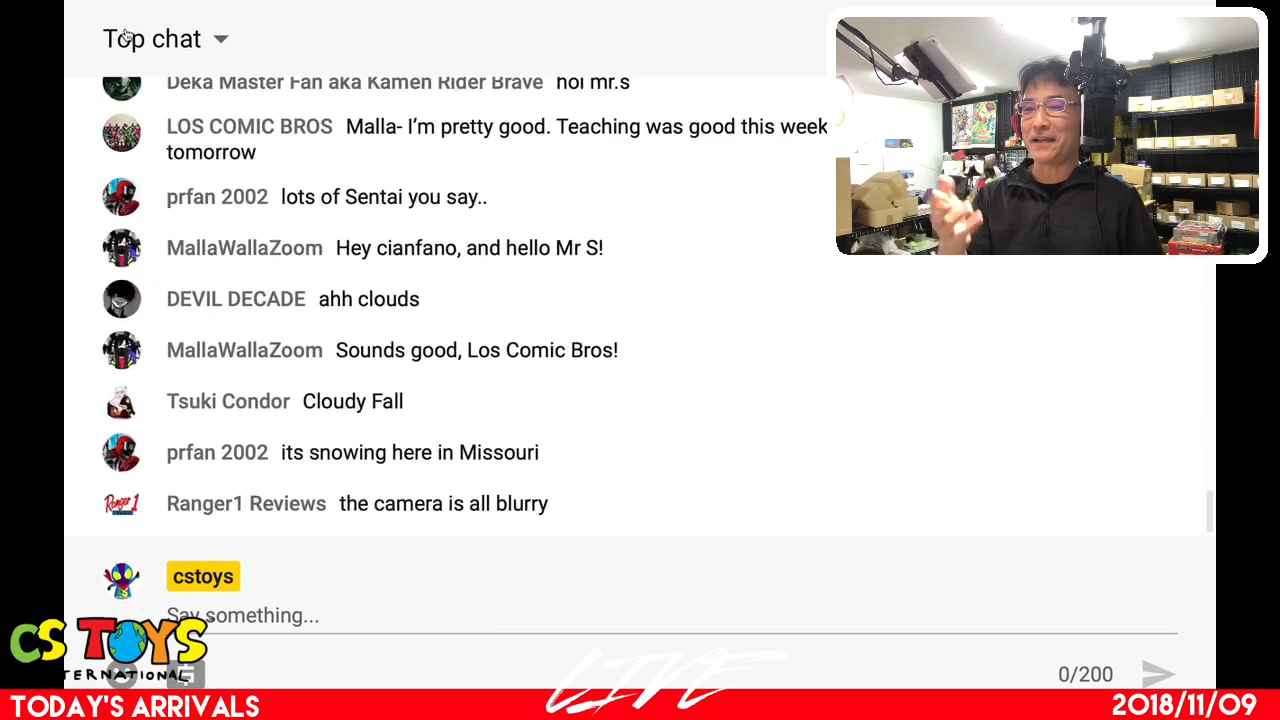 Top chat
Deka Master Fan aka Kamen Rider Brave hoi mr.s
LOS COMIC BROS Malla- I'm pretty good. Teaching was good this week
tomorrow
prfan 2002 lots of Sentai you say..
MallaWallaZoom Hey cianfano, and hello Mr S!
DEVIL DECADE ahh clouds
MallaWallaZoom Sounds good, Los Comic Bros!
Tsuki Condor Cloudy Fall
prfan 2002 its snowing here in Missouri
Ranger 1
Ranger1 Reviews the camera is all blurry
cstoys
Say something...
CS TOYS
TERNATIONAL
LIVE
0/200
TODAY'S ARRIVALS
2018/11/09